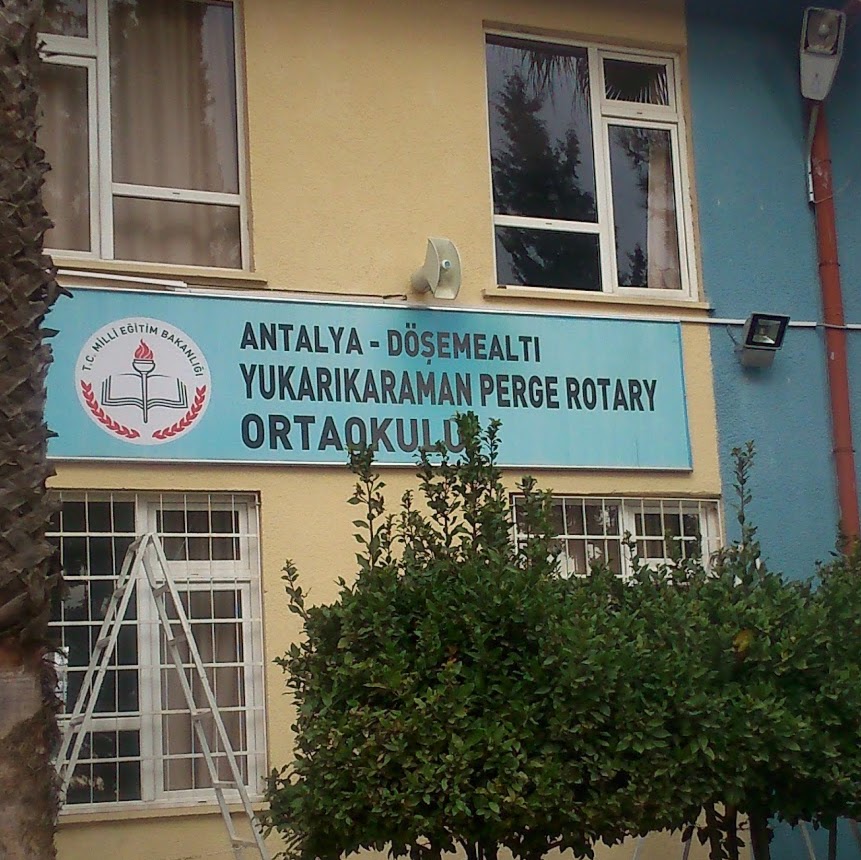 T.C. MİLLİ EĞİTİM BAKANLIĞI
ANTALYA - DÖŞEMEALTI
YUKARIKARAMAN PERGE ROTARY
ORTAOKULU